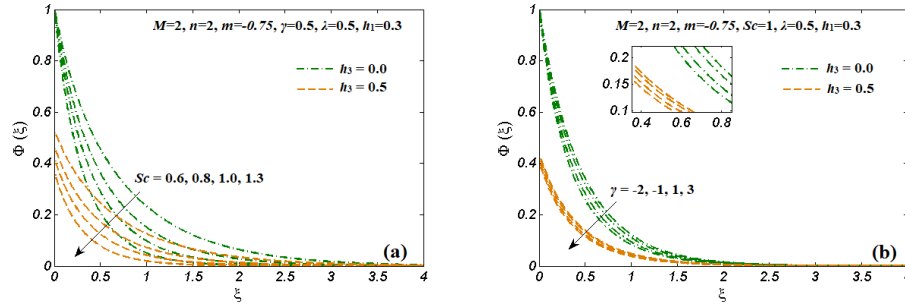 M=2, n=2, m=-0.75, γ=0.5, λ=0.5, h₁=0.3
h₃ = 0.0
h₃ = 0.5
Sc = 0.6, 0.8, 1.0, 1.3
(a)
1
0.8
0.6
0.4
0.2
0
Φ (ξ)
0 0.5 1 1.5 2 2.5 3 3.5 4
ξ
M=2, n=2, m=-0.75, Sc=1, λ=0.5, h₁=0.3
h₃ = 0.0
h₃ = 0.5
0.2
0.15
0.1
0.4 0.6 0.8
γ = -2, -1, 1, 3
(b)
1
0.8
0.6
0.4
0.2
0
Φ (ξ)
0 0.5 1 1.5 2 2.5 3 3.5 4
ξ